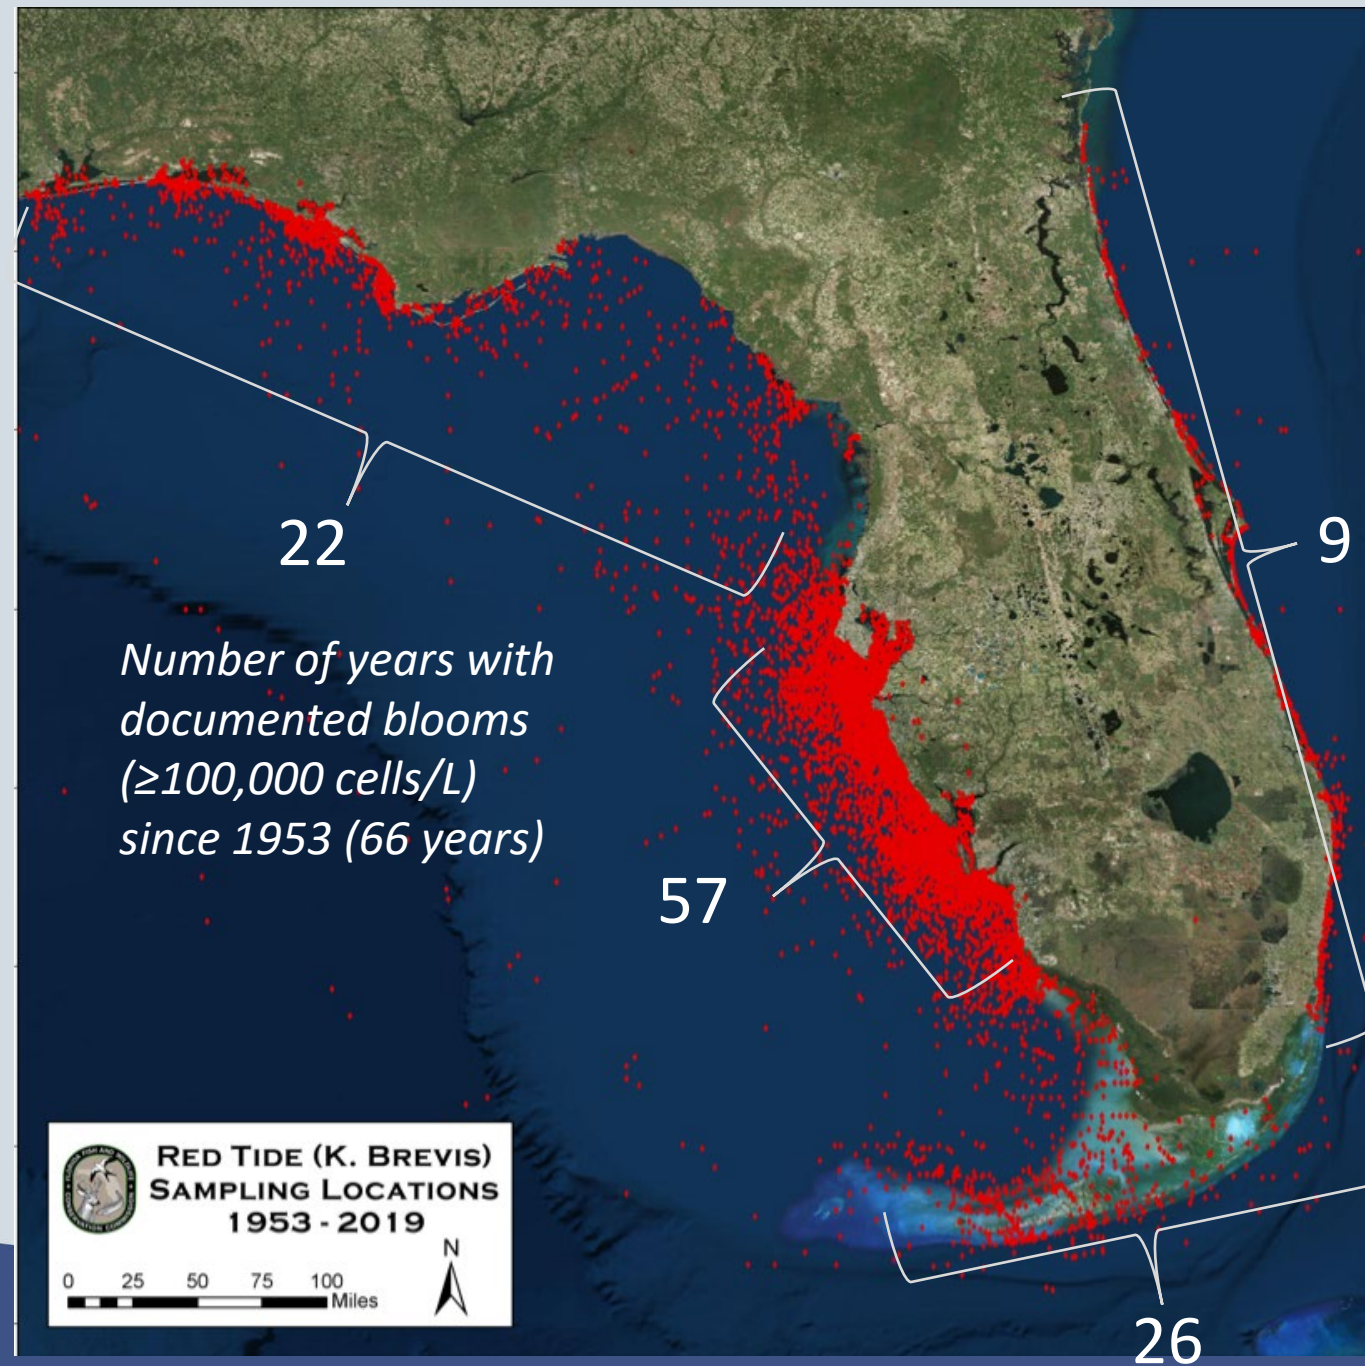 22
9
Number of years with
documented blooms
(≥100,000 cells/L)
since 1953 (66 years)
57
RED TIDE (K. BREVIS)
SAMPLING LOCATIONS
1953 - 2019
N
0 25 50 75 100
Miles
26